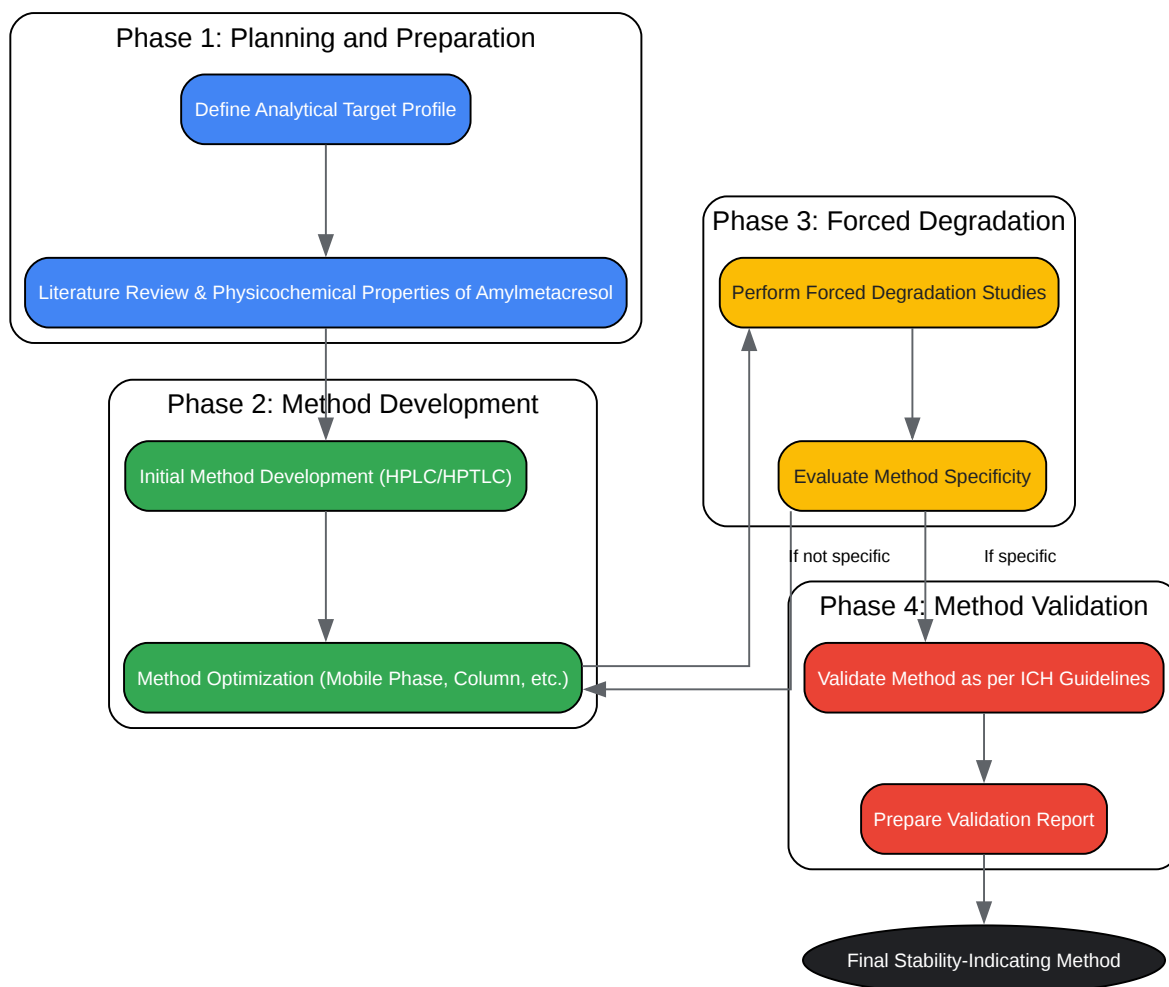 Phase 1: Planning and Preparation
Define Analytical Target Profile
Literature Review & Physicochemical Properties of Amylmetacresol
Phase 2: Method Development
Initial Method Development (HPLC/HPTLC)
Method Optimization (Mobile Phase, Column, etc.)
Phase 3: Forced Degradation
Perform Forced Degradation Studies
Evaluate Method Specificity
If not specific
If specific
Phase 4: Method Validation
Validate Method as per ICH Guidelines
Prepare Validation Report
Final Stability-Indicating Method